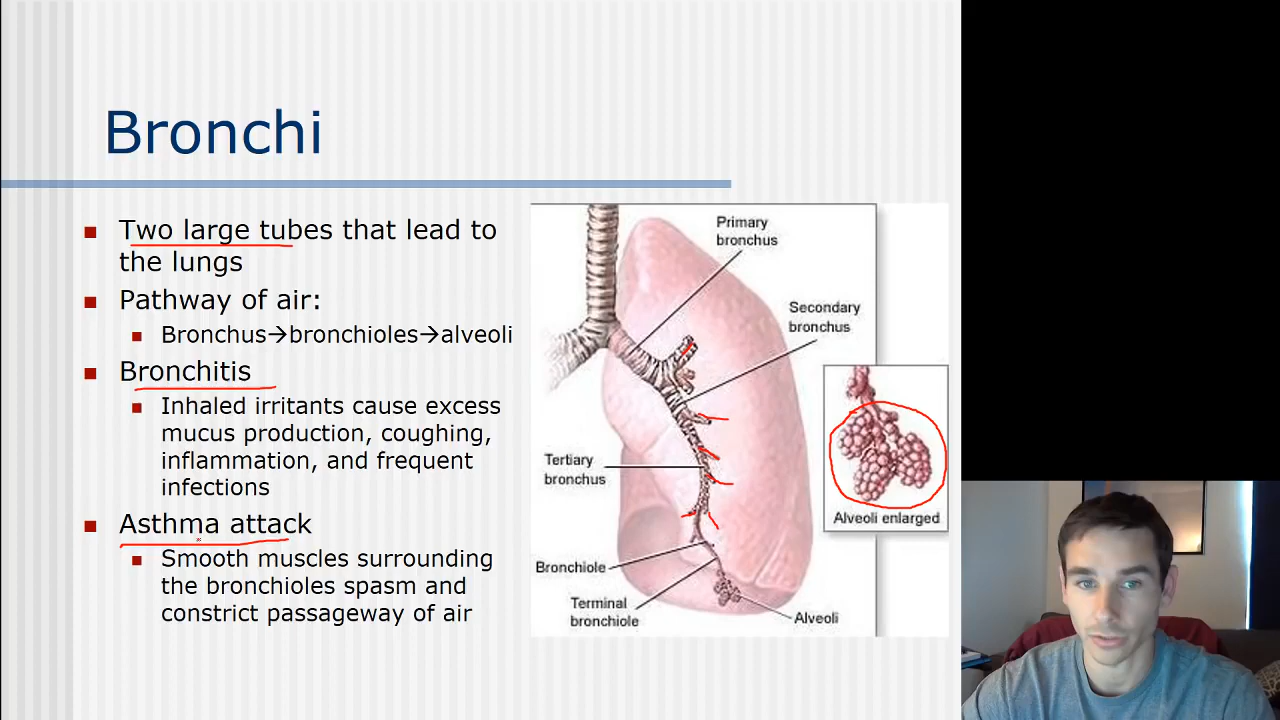 Bronchi
Two large tubes that lead to
the lungs
Pathway of air:
Bronchus→bronchioles→alveoli
Bronchitis
Inhaled irritants cause excess
mucus production, coughing,
inflammation, and frequent
infections
Asthma attack
Smooth muscles surrounding
the bronchioles spasm and
constrict passageway of air
Primary
bronchus
Secondary
bronchus
Tertiary
bronchus
Bronchiole
Terminal
bronchiole
Alveoli
Alveoli enlarged